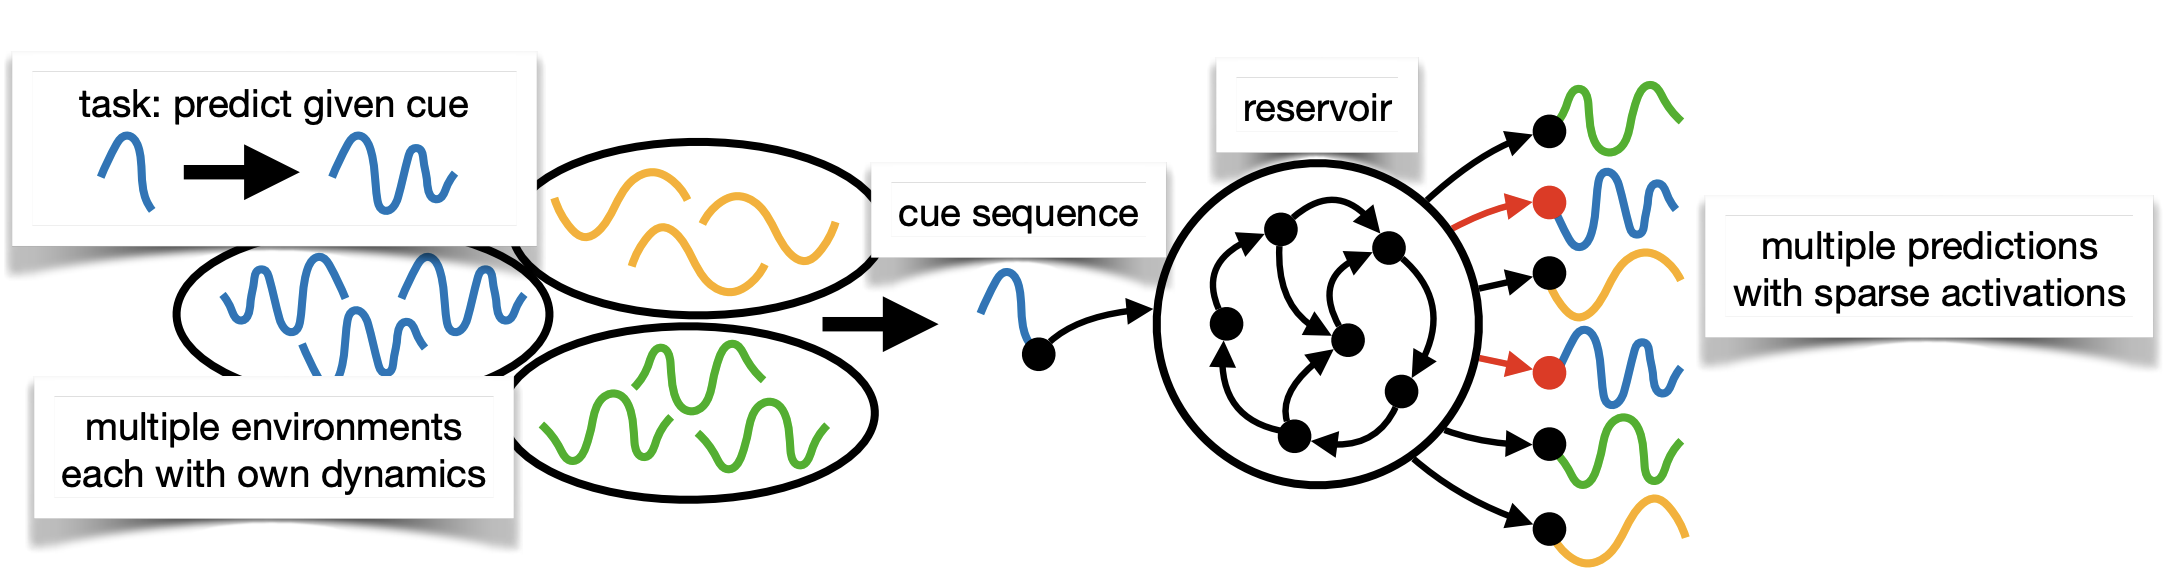 task: predict given cue
multiple environments
each with own dynamics
cue sequence
reservoir
multiple predictions
with sparse activations